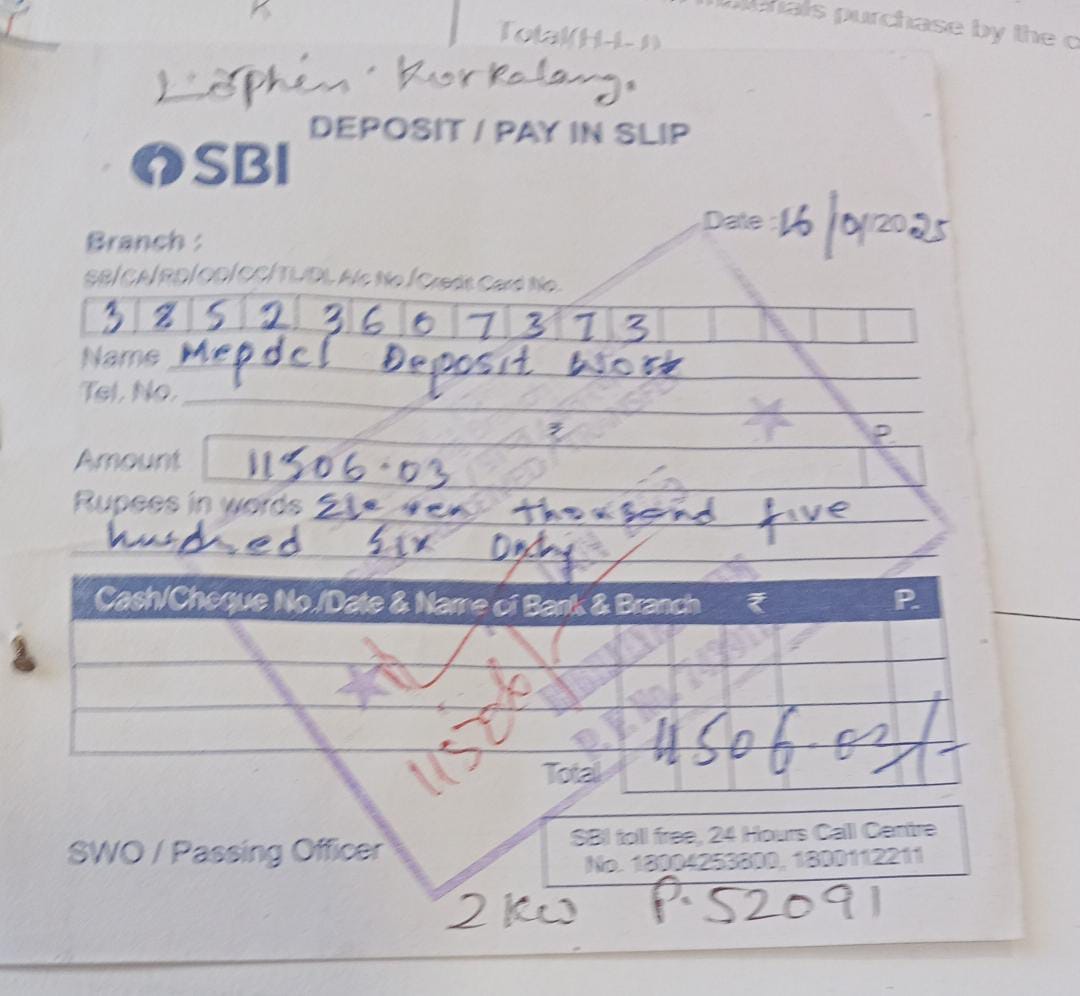 materials purchase by the
Total(H-I-1)
Kurkalang.
DEPOSIT / PAY IN SLIP
SBI
Date : 16/01/2025
Branch :
SB/CA/RD/OD/CC/TL/DL A/c No./Credit Card No.
3 8 5 2 3 6 0 7 3 7 3
Name Mepdcl Deposit Work
Tel. No.
₹ P.
Amount 11506.03
Rupees in words Eleven thousand five
hundred Six Only
Cash/Cheque No./Date & Name of Bank & Branch ₹ P.
11506
Total 11506.03/-
SWO / Passing Officer
SBI toll free, 24 Hours Call Centre
No. 18004253800, 1800112211
2 KW P-52091